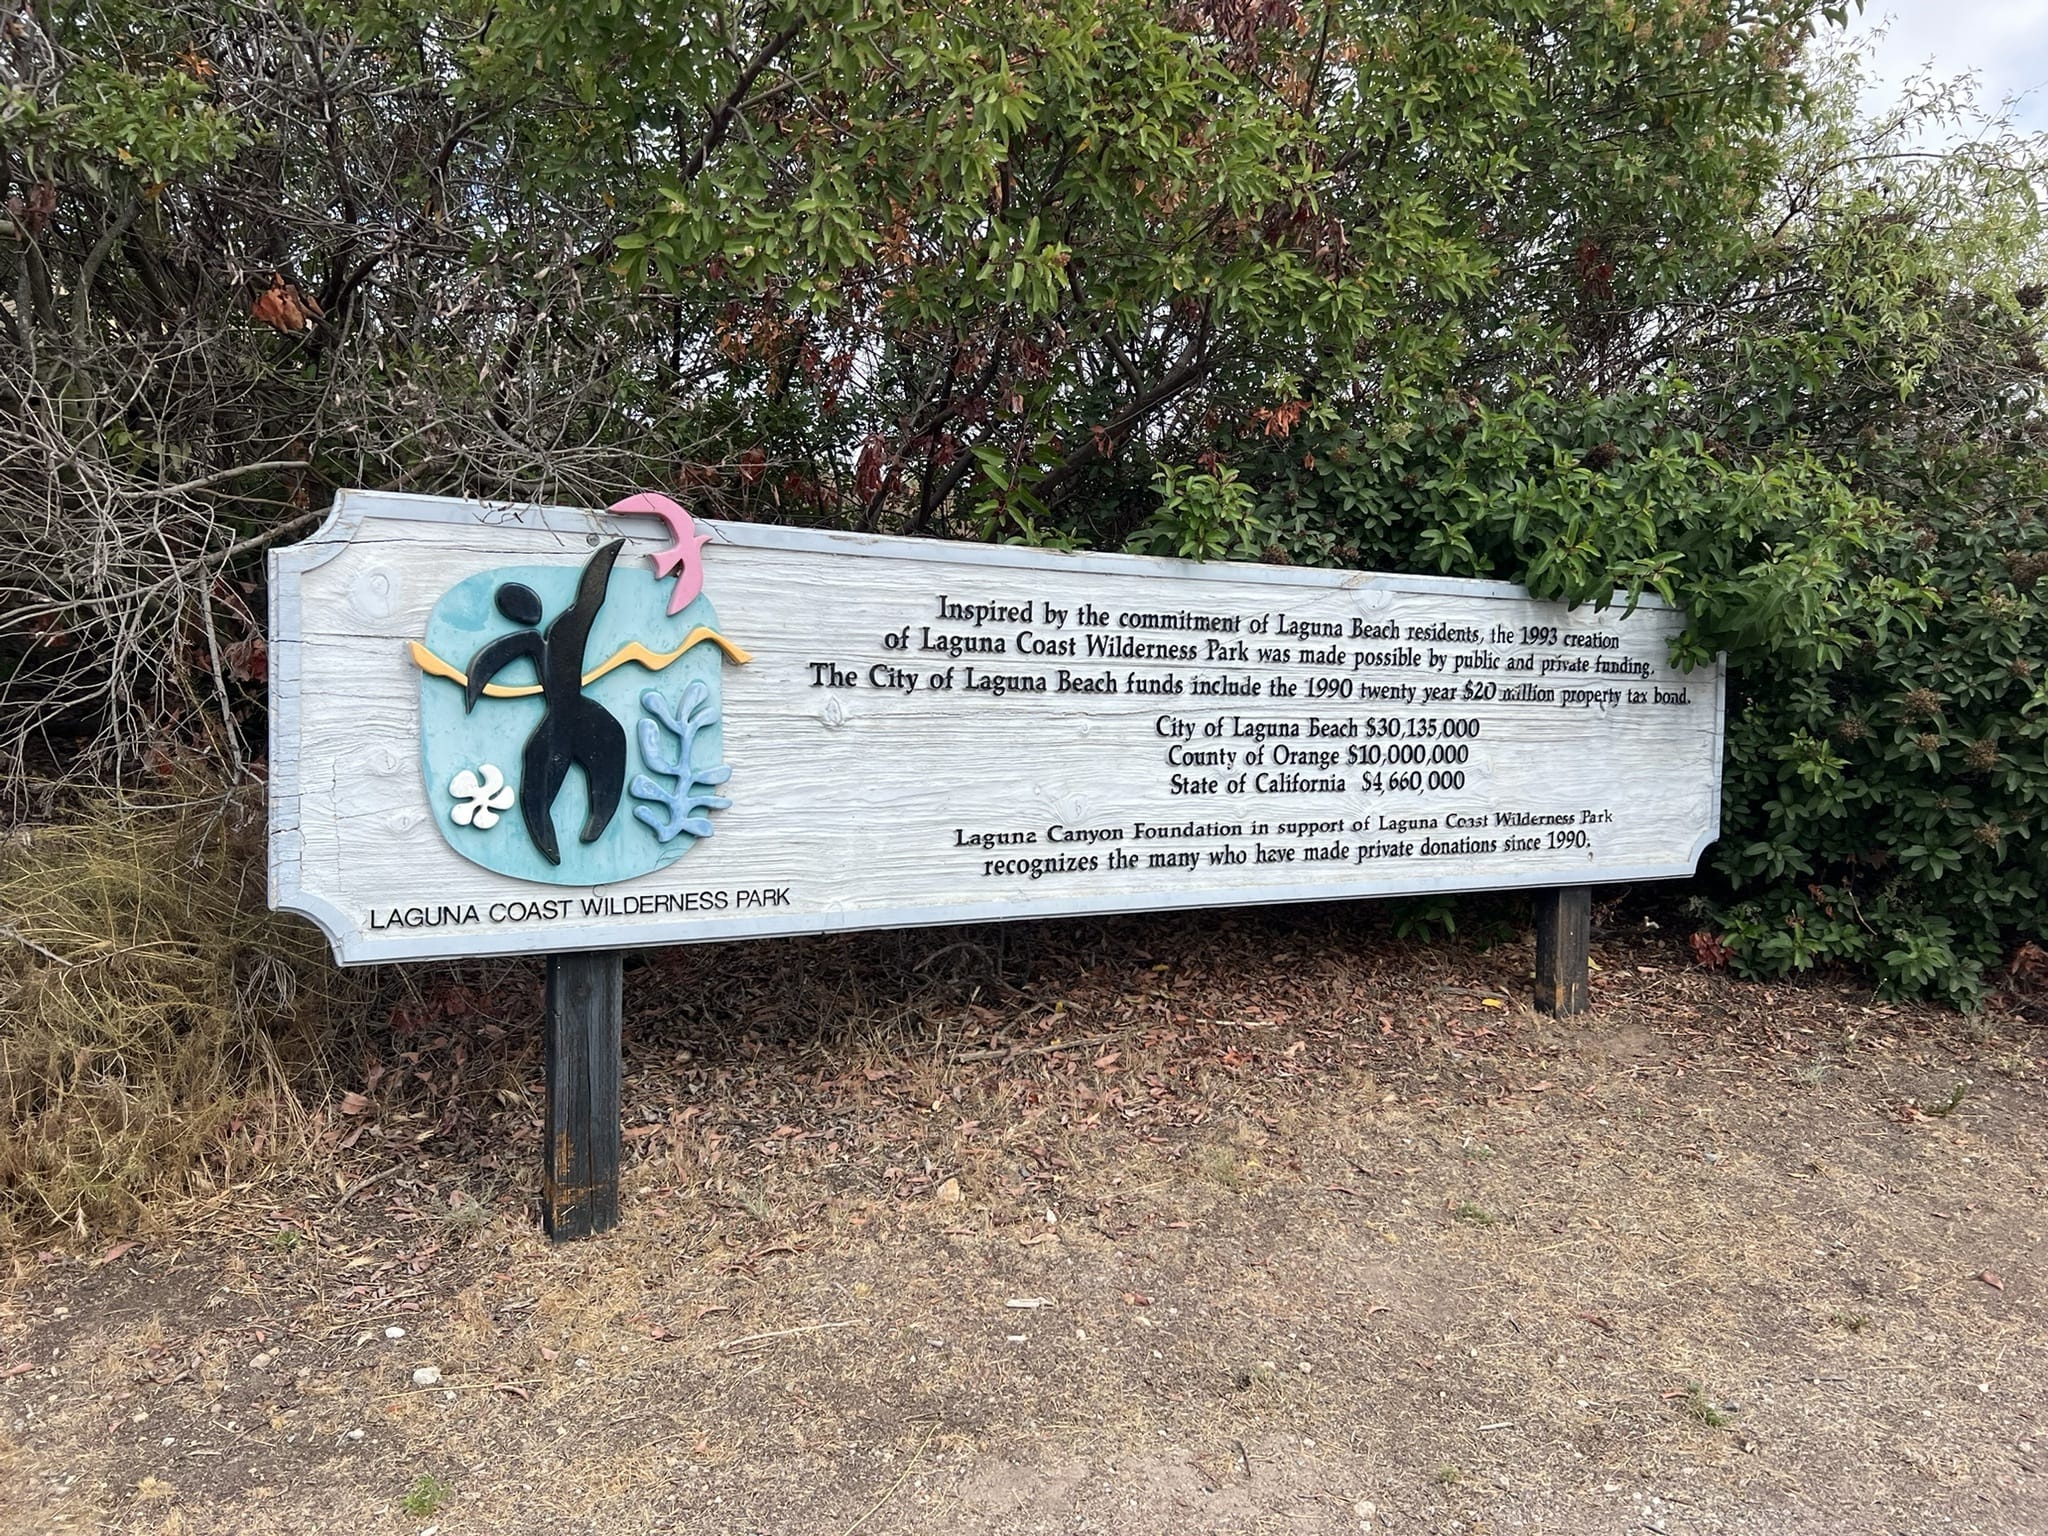 Inspired by the commitment of Laguna Beach residents, the 1993 creation
of Laguna Coast Wilderness Park was made possible by public and private funding.
The City of Laguna Beach funds include the 1990 twenty year $20 million property tax bond.
City of Laguna Beach $30,135,000
County of Orange $10,000,000
State of California $4,660,000
Laguna Canyon Foundation in support of Laguna Coast Wilderness Park
recognizes the many who have made private donations since 1990.
LAGUNA COAST WILDERNESS PARK